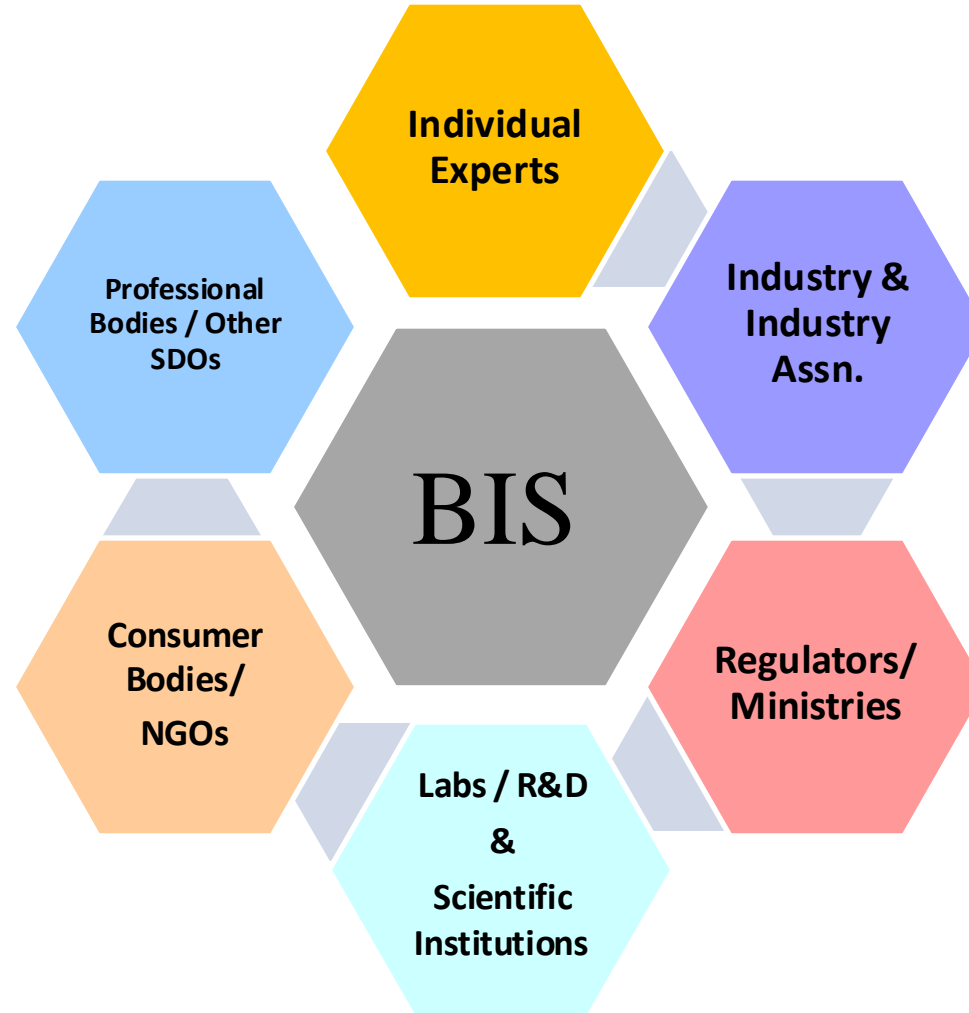 Individual
Experts
Industry &
Industry
Assn.
Regulators/
Ministries
Labs / R&D
&
Scientific
Institutions
Consumer
Bodies/
NGOs
Professional
Bodies / Other
SDOs
BIS